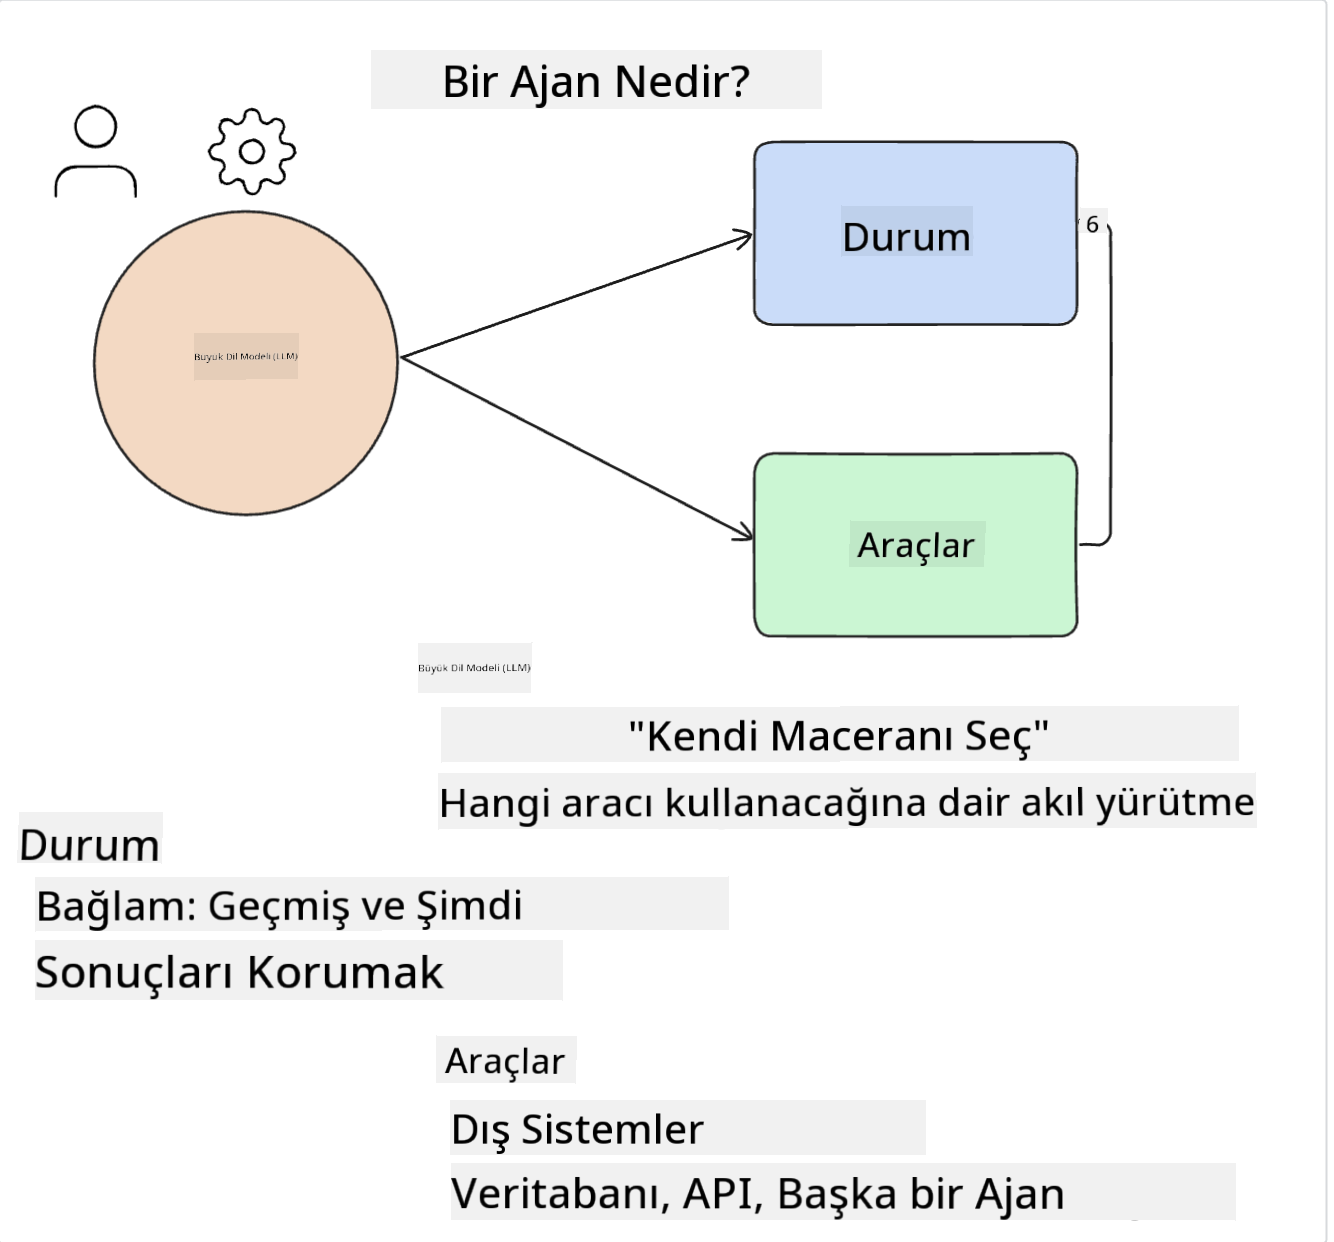 Bir Ajan Nedir?
Durum
6
Büyük Dil Modeli (LLM)
Araçlar
Büyük Dil Modeli (LLM)
"Kendi Maceranı Seç"
Hangi aracı kullanacağına dair akıl yürütme
Durum
Bağlam: Geçmiş ve Şimdi
Sonuçları Korumak
Araçlar
Dış Sistemler
Veritabanı, API, Başka bir Ajan